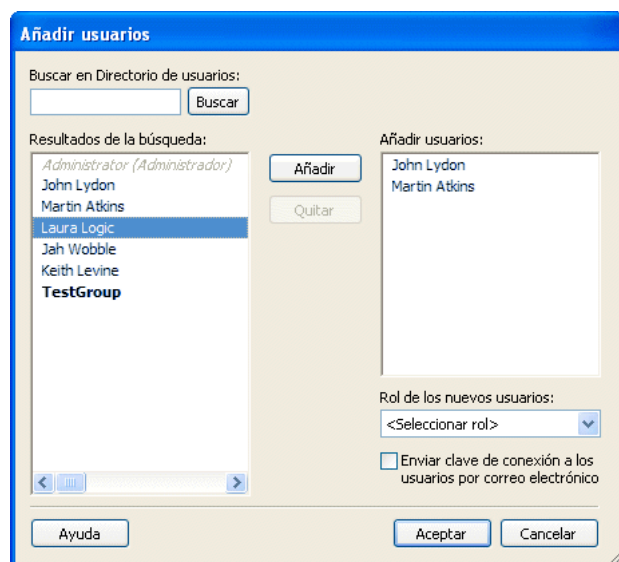 Añadir usuarios
Buscar en Directorio de usuarios:
Buscar
Resultados de la búsqueda:
Administrator (Administrador)
John Lydon
Martin Atkins
Laura Logic
Jah Wobble
Keith Levine
TestGroup
Añadir
Quitar
Añadir usuarios:
John Lydon
Martin Atkins
Rol de los nuevos usuarios:
<Seleccionar rol>
Enviar clave de conexión a los
usuarios por correo electrónico
Ayuda
Aceptar
Cancelar